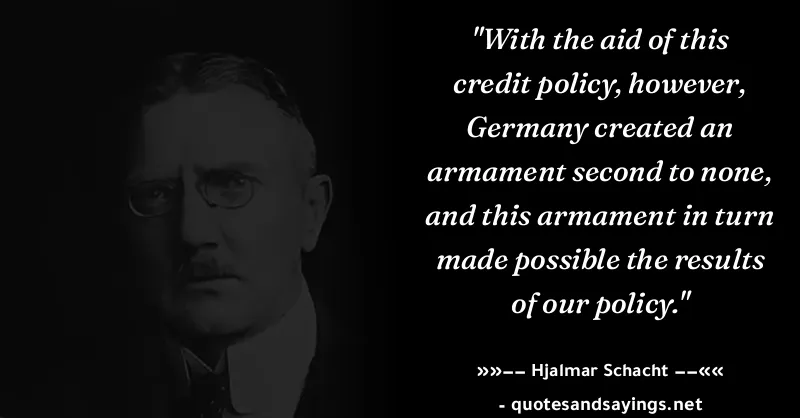 "With the aid of this
credit policy, however,
Germany created an
armament second to none,
and this armament in turn
made possible the results
of our policy."
»»–– Hjalmar Schacht ––««
- quotesandsayings.net